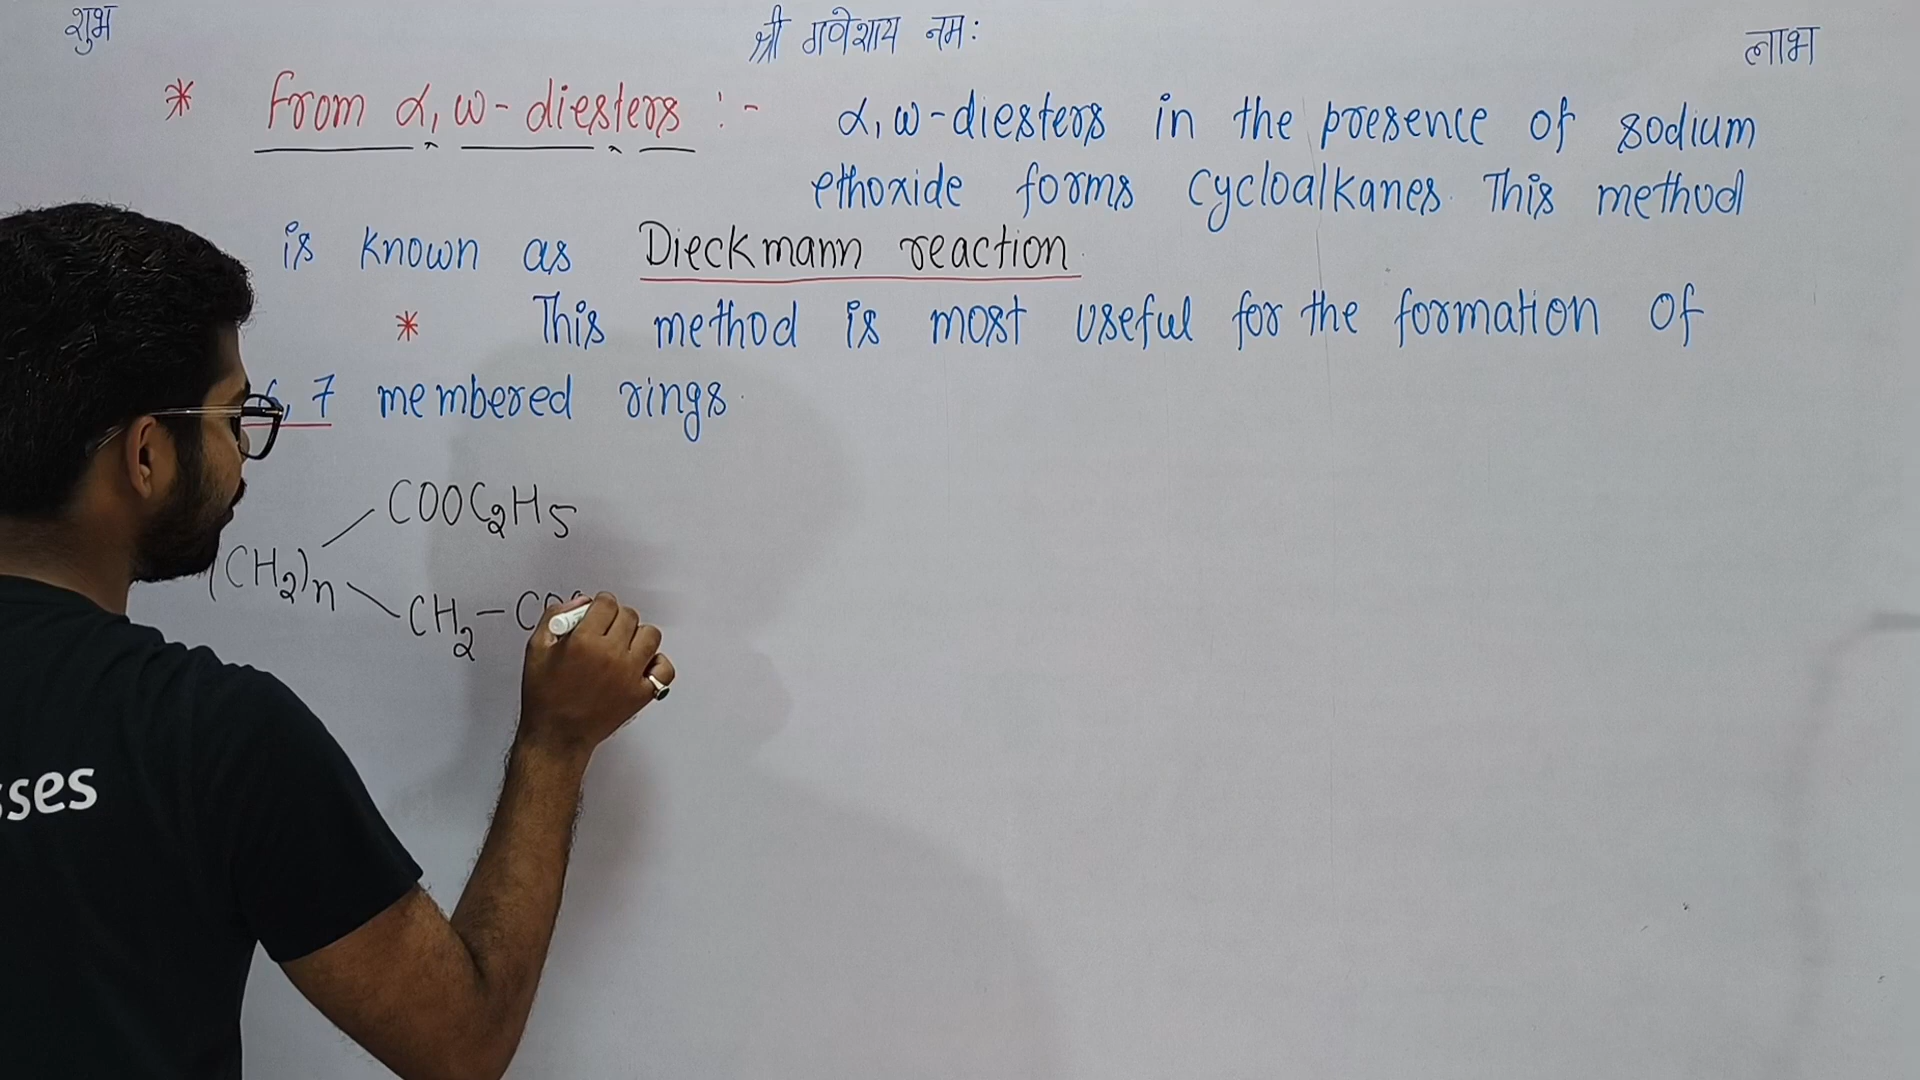 शुभ श्री गणेशाय नमः लाभ
* From α, ω-diesters :- α, ω-diesters in the presence of sodium
ethoxide forms cycloalkanes. This method
is known as Dieckmann reaction.
* This method is most useful for the formation of
6, 7 membered rings.
COOC₂H₅
(CH₂)n
CH₂-COO
sses